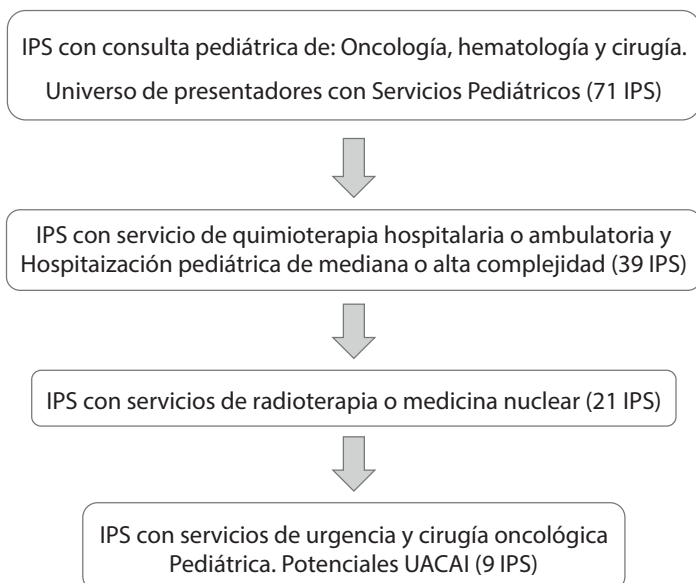 IPS con consulta pediátrica de: Oncología, hematología y cirugía.
Universo de presentadores con Servicios Pediátricos (71 IPS)
IPS con servicio de quimioterapia hospitalaria o ambulatoria y
Hospitaización pediátrica de mediana o alta complejidad (39 IPS)
IPS con servicios de radioterapia o medicina nuclear (21 IPS)
IPS con servicios de urgencia y cirugía oncológica
Pediátrica. Potenciales UACAI (9 IPS)